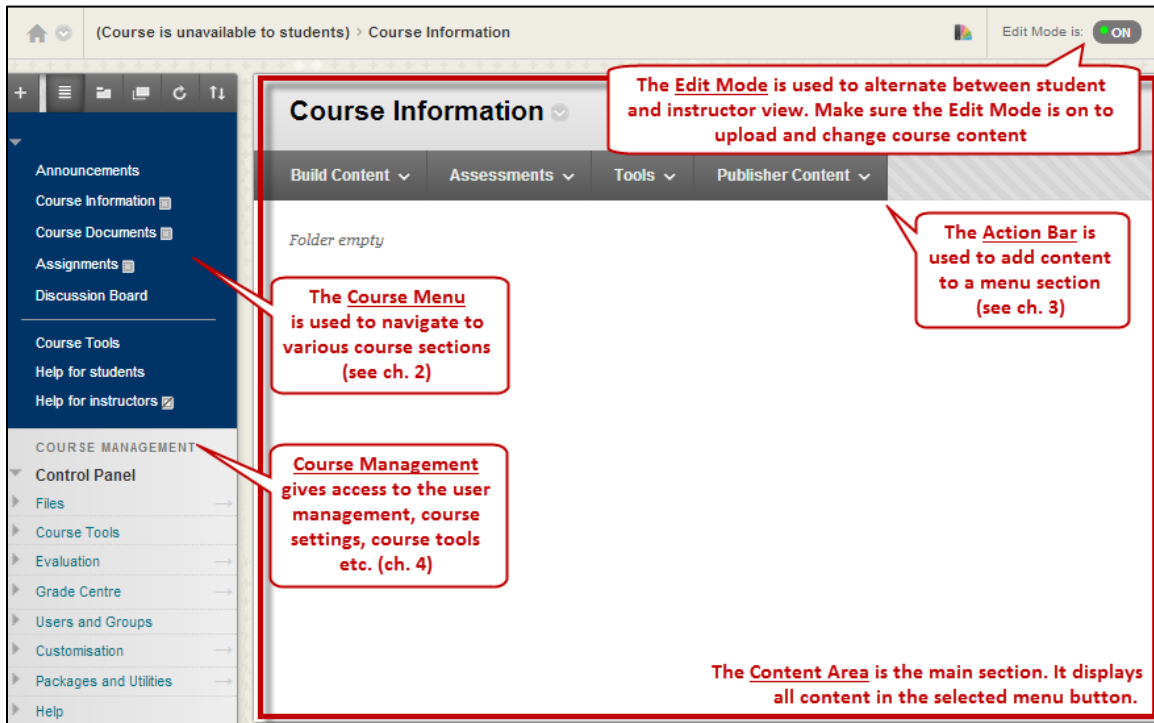 (Course is unavailable to students) > Course Information
Edit Mode is: ON
The Edit Mode is used to alternate between student
and instructor view. Make sure the Edit Mode is on to
upload and change course content
Course Information
Build Content
Assessments
Tools
Publisher Content
Folder empty
The Action Bar is
used to add content
to a menu section
(see ch. 3)
Announcements
Course Information
Course Documents
Assignments
Discussion Board
Course Tools
Help for students
Help for instructors
The Course Menu
is used to navigate to
various course sections
(see ch. 2)
COURSE MANAGEMENT
Control Panel
Files
Course Tools
Evaluation
Grade Centre
Users and Groups
Customisation
Packages and Utilities
Help
Course Management
gives access to the user
management, course
settings, course tools
etc. (ch. 4)
The Content Area is the main section. It displays
all content in the selected menu button.